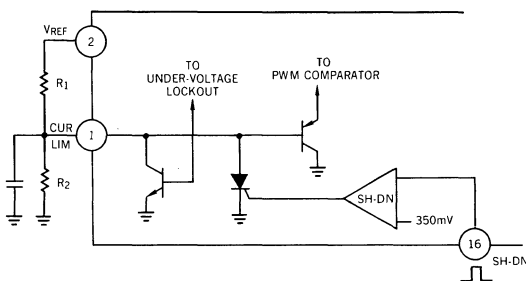 VREF
2
R1
TO
UNDER-VOLTAGE
LOCKOUT
TO
PWM COMPARATOR
CUR
LIM
1
R2
SH-DN
350mV
16
SH-DN